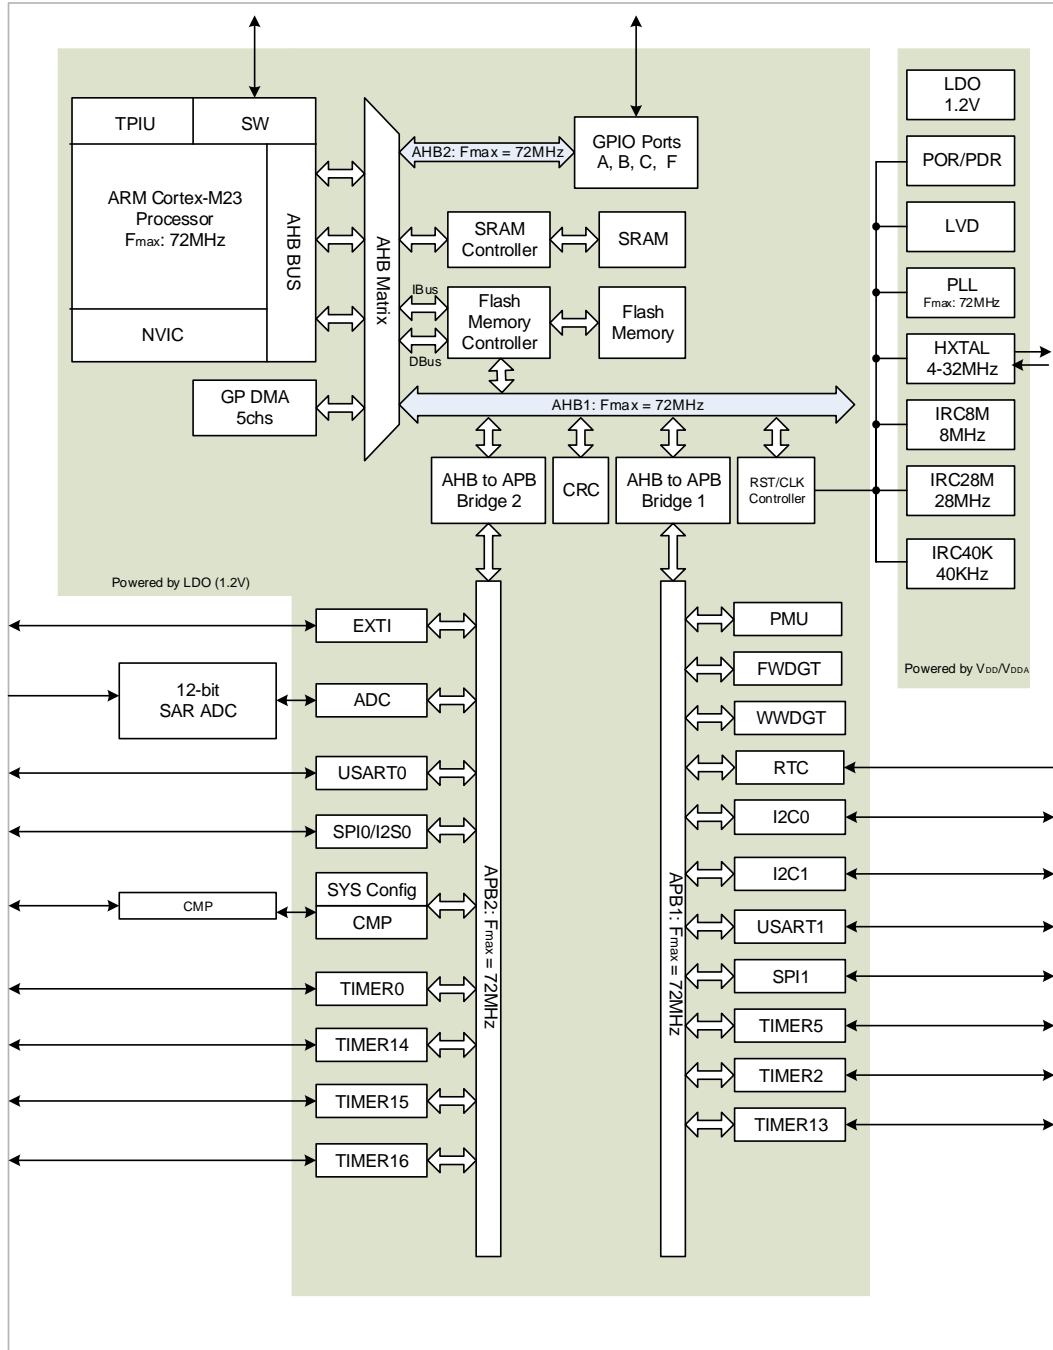 TPIU
SW
ARM Cortex-M23
Processor
Fmax: 72MHz
NVIC
AHB BUS
GP DMA
5chs
AHB Matrix
AHB2: Fmax = 72MHz
GPIO Ports
A, B, C, F
SRAM
Controller
SRAM
IBus
DBus
Flash
Memory
Controller
Flash
Memory
AHB1: Fmax = 72MHz
AHB to APB
Bridge 2
CRC
AHB to APB
Bridge 1
RST/CLK
Controller
LDO
1.2V
POR/PDR
LVD
PLL
Fmax: 72MHz
HXTAL
4-32MHz
IRC8M
8MHz
IRC28M
28MHz
IRC40K
40KHz
Powered by VDD/VDDA
Powered by LDO (1.2V)
EXTI
12-bit
SAR ADC
ADC
USART0
SPI0/I2S0
CMP
SYS Config
CMP
TIMER0
TIMER14
TIMER15
TIMER16
APB2: Fmax = 72MHz
APB1: Fmax = 72MHz
PMU
FWDGT
WWDGT
RTC
I2C0
I2C1
USART1
SPI1
TIMER5
TIMER2
TIMER13